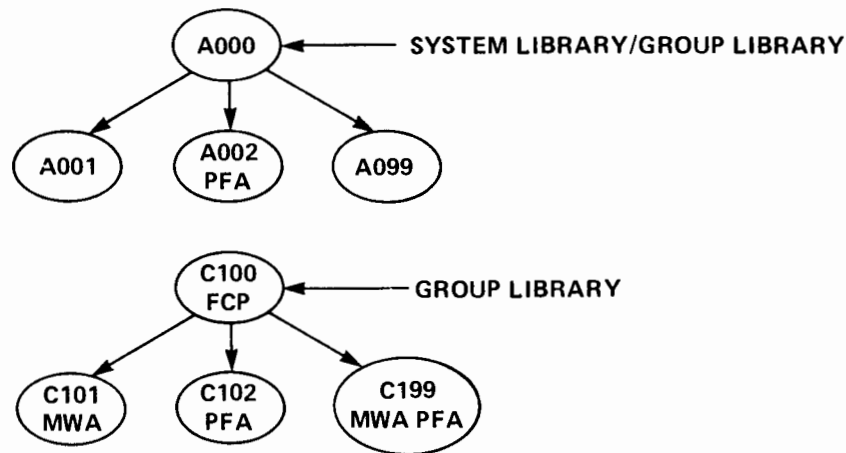 A000
SYSTEM LIBRARY/GROUP LIBRARY
A001
A002
PFA
A099
C100
FCP
GROUP LIBRARY
C101
MWA
C102
PFA
C199
MWA PFA